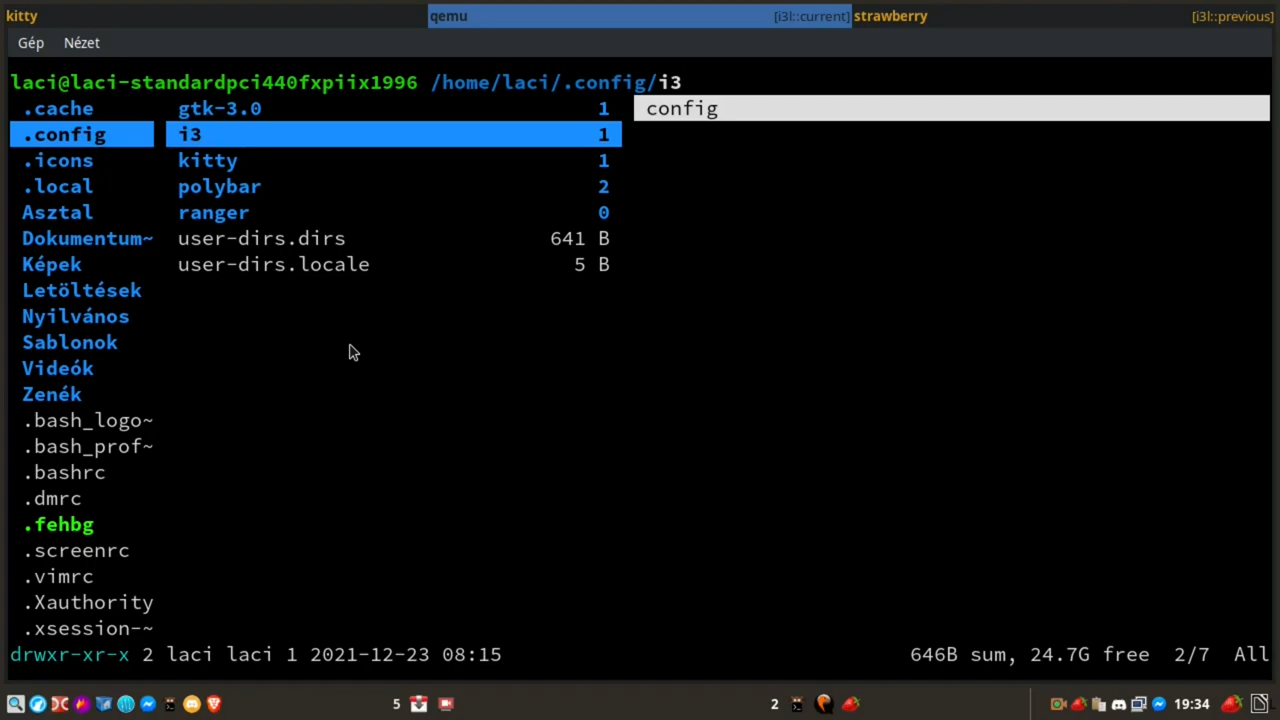 kitty qemu [i3l::current] strawberry [i3l::previous]
Gép Nézet
laci@laci-standardpci440fxpiix1996 /home/laci/.config/i3
.cache gtk-3.0 1 config
.config i3 1
.icons kitty 1
.local polybar 2
Asztal ranger 0
Dokumentum~ user-dirs.dirs 641 B
Képek user-dirs.locale 5 B
Letöltések
Nyilvános
Sablonok
Videók
Zenék
.bash_logo~
.bash_prof~
.bashrc
.dmrc
.fehbg
.screenrc
.vimrc
.Xauthority
.xsession-~
drwxr-xr-x 2 laci laci 1 2021-12-23 08:15 646B sum, 24.7G free 2/7 All
5 2 19:34